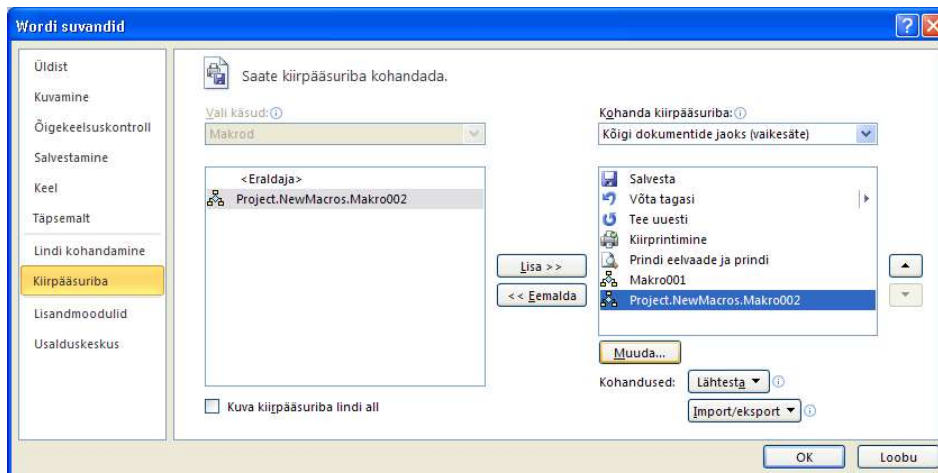 Wordi suvandid
Üldist
Kuvamine
Õigekeelsuskontroll
Salvestamine
Keel
Täpsemalt
Lindi kohandamine
Kiirpääsuriba
Lisandmoodulid
Usalduskeskus
Saate kiirpääsuriba kohandada.
Vali käsud:
Makrod
<Eraldaja>
Project.NewMacros.Makro002
Kuva kiirpääsuriba lindi all
Lisa >>
<< Eemalda
Kohanda kiirpääsuriba:
Kõigi dokumentide jaoks (vaikesäte)
Salvesta
Võta tagasi
Tee uuesti
Kiirprintimine
Prindi eelvaade ja prindi
Makro001
Project.NewMacros.Makro002
Muuda...
Kohandused: Lähtesta
Import/eksport
OK Loobu